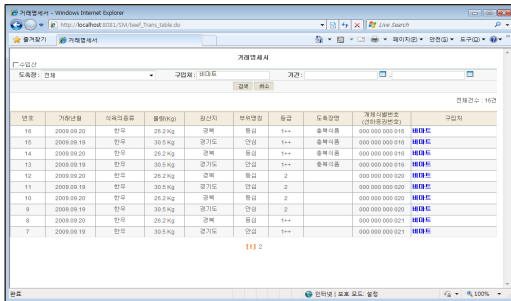 거래명세서 - Windows Internet Explorer
http://localhost:8081/SM/beef_Trans_table.do
Live Search
즐겨찾기 거래명세서
페이지(P) 안전(S) 도구(O)
거래명세서
수입산
도축장: 전체 구입처: 비마트 기간:
검색 취소
전체건수 : 16건
번호 거래년월 식육의종류 물량(Kg) 원산지 부위명칭 등급 도축장명 개체식별번호 (선하증권번호) 구입처
16 2009.09.20 한우 26.2 Kg 경북 등심 1++ 충북식품 000 000 000 016 비마트
15 2009.09.19 한우 30.5 Kg 경기도 안심 1++ 충북식품 000 000 000 016 비마트
14 2009.09.20 한우 26.2 Kg 경북 등심 1++ 충북식품 000 000 000 016 비마트
13 2009.09.19 한우 30.5 Kg 경기도 안심 1++ 충북식품 000 000 000 016 비마트
12 2009.09.20 한우 26.2 Kg 경북 등심 2 000 000 000 020 비마트
11 2009.09.19 한우 30.5 Kg 경기도 안심 2 000 000 000 020 비마트
10 2009.09.20 한우 26.2 Kg 경북 등심 2 000 000 000 020 비마트
9 2009.09.19 한우 30.5 Kg 경기도 안심 2 000 000 000 020 비마트
8 2009.09.20 한우 26.2 Kg 경북 등심 1++ 000 000 000 021 비마트
7 2009.09.19 한우 30.5 Kg 경기도 안심 1++ 000 000 000 021 비마트
[1] 2
완료 인터넷 | 보호 모드: 설정 100%